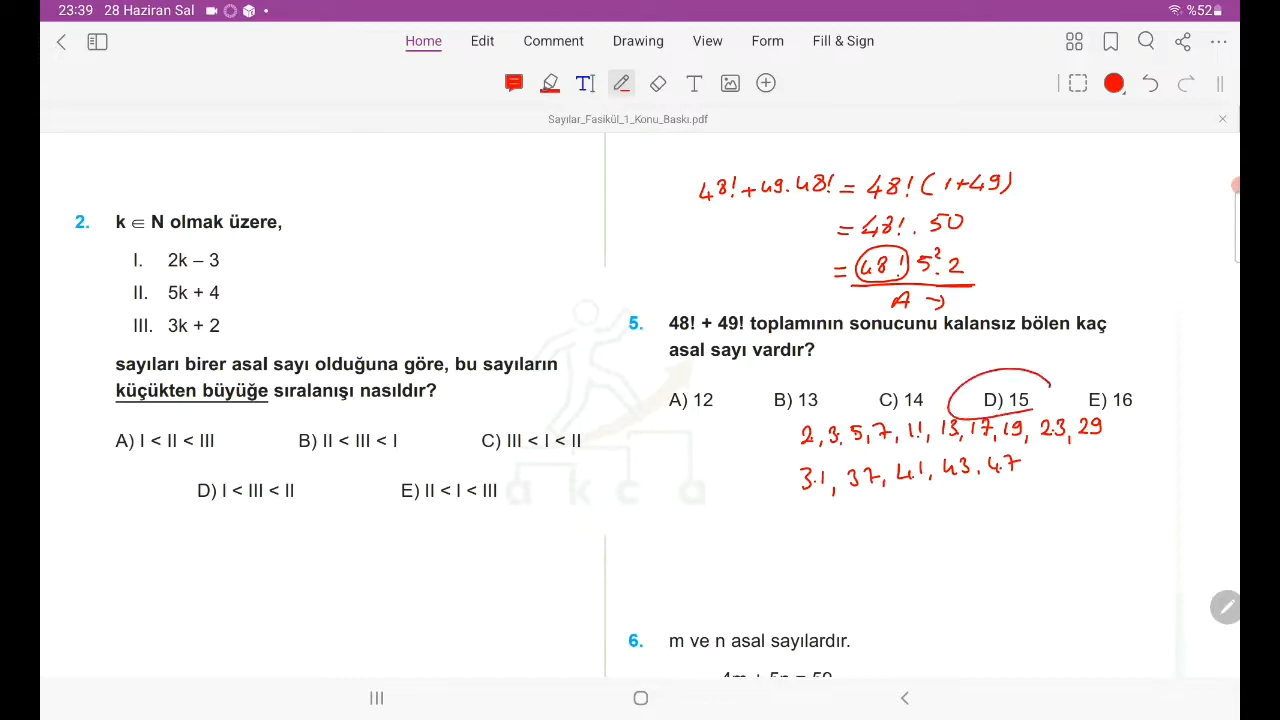 23:39 28 Haziran Sal %52
Home Edit Comment Drawing View Form Fill & Sign
Sayılar_Fasikül_1_Konu_Baskı.pdf
2. k ∈ N olmak üzere,
I. 2k – 3
II. 5k + 4
III. 3k + 2
sayıları birer asal sayı olduğuna göre, bu sayıların
küçükten büyüğe sıralanışı nasıldır?
A) I < II < III B) II < III < I C) III < I < II
D) I < III < II E) II < I < III
akca
48! + 49.48! = 48! (1+49)
= 48! . 50
= 48! 5².2
A →
5. 48! + 49! toplamının sonucunu kalansız bölen kaç
asal sayı vardır?
A) 12 B) 13 C) 14 D) 15 E) 16
2, 3, 5, 7, 11, 13, 17, 19, 23, 29
31, 37, 41, 43, 47
6. m ve n asal sayılardır.
4m + 5n = 59